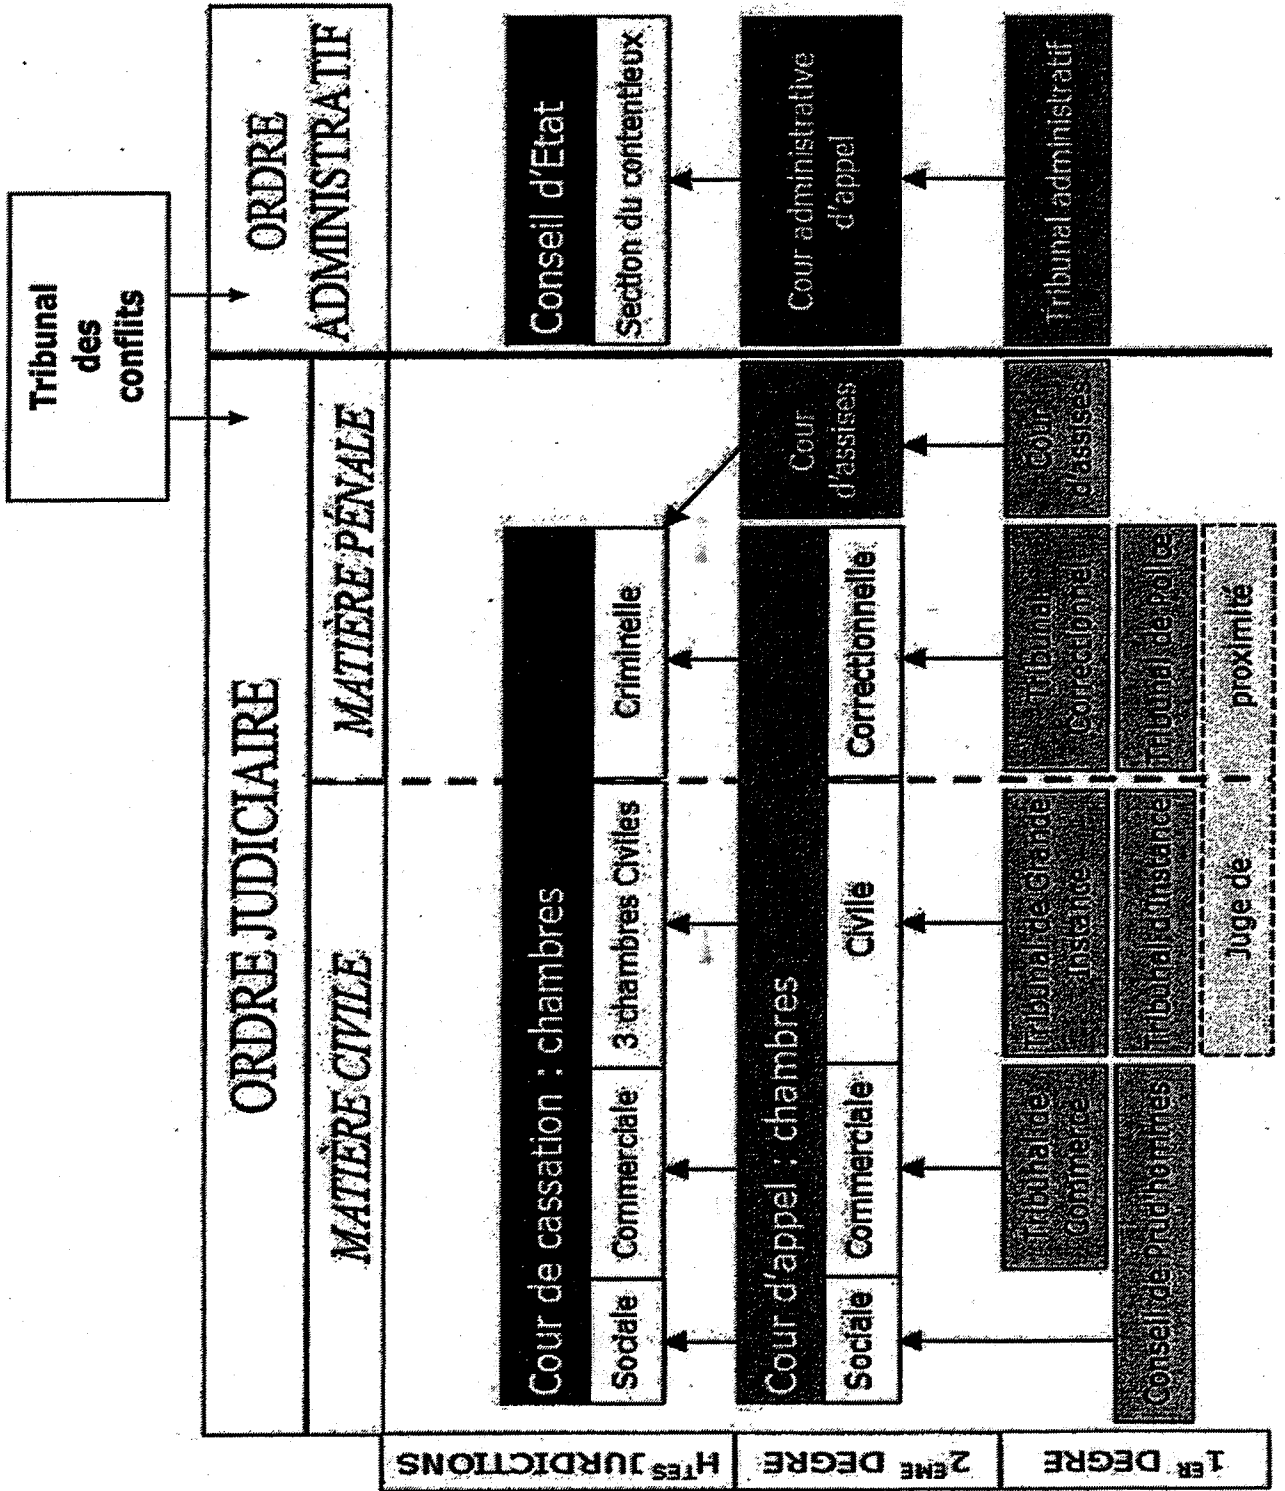 Tribunal
des
conflits
ORDRE JUDICIAIRE
ORDRE
ADMINISTRATIF
MATIÈRE CIVILE
MATIÈRE PÉNALE
HTES JURIDICTIONS
Cour de cassation : chambres
Sociale
Commerciale
3 chambres Civiles
Criminelle
Conseil d'Etat
Section du contentieux
2EME DEGRE
Cour d'appel : chambres
Sociale
Commerciale
Civile
Correctionnelle
Cour
d'assises
Cour administrative
d'appel
1ER DEGRE
Tribunal de
Commerce
Tribunal de Grande
Instance
Tribunal
Correctionnel
Cour
d'assises
Tribunal administratif
Conseil de Prud'hommes
Tribunal d'Instance
Tribunal de Police
Juge de proximité